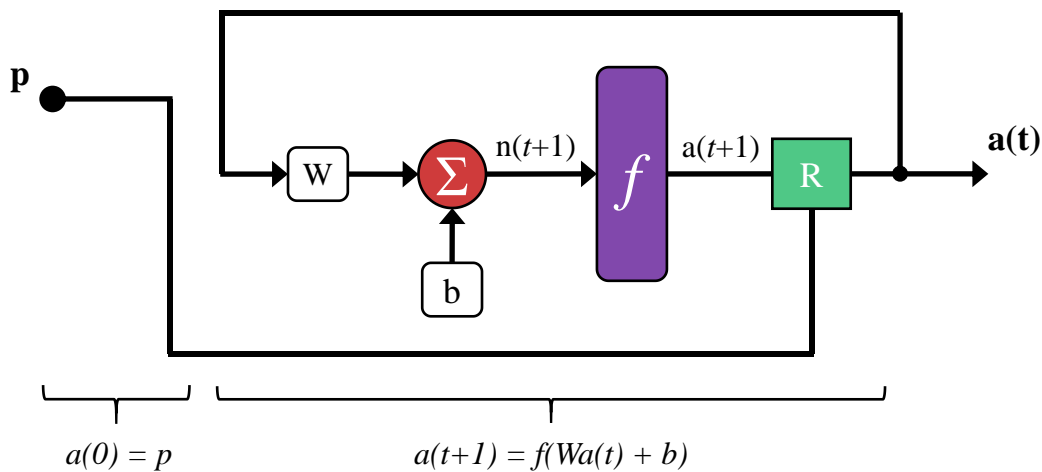 p
n(t+1)
a(t+1)
a(t)
W
Σ
f
R
b
a(0) = p
a(t+1) = f(Wa(t) + b)